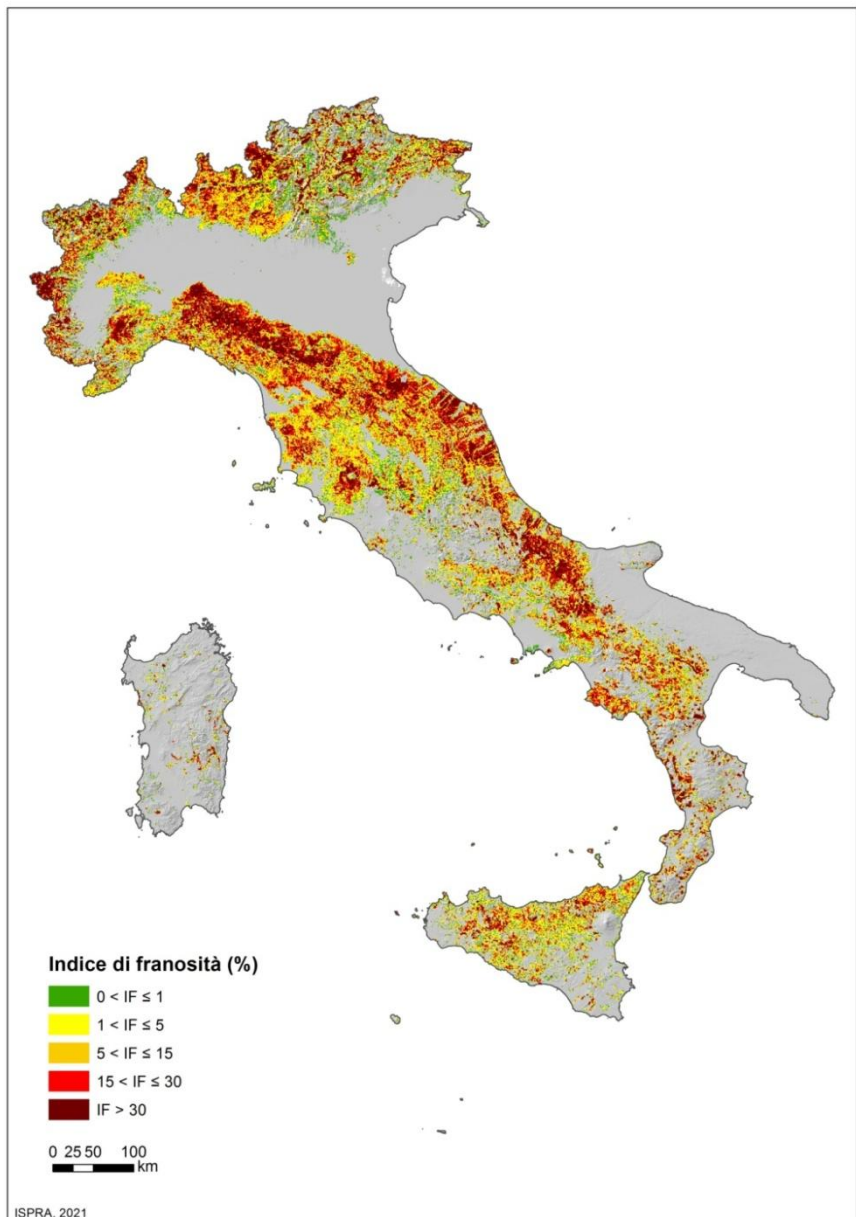 Indice di franosità (%)
0 < IF ≤ 1
1 < IF ≤ 5
5 < IF ≤ 15
15 < IF ≤ 30
IF > 30
0 25 50 100
km
ISPRA, 2021